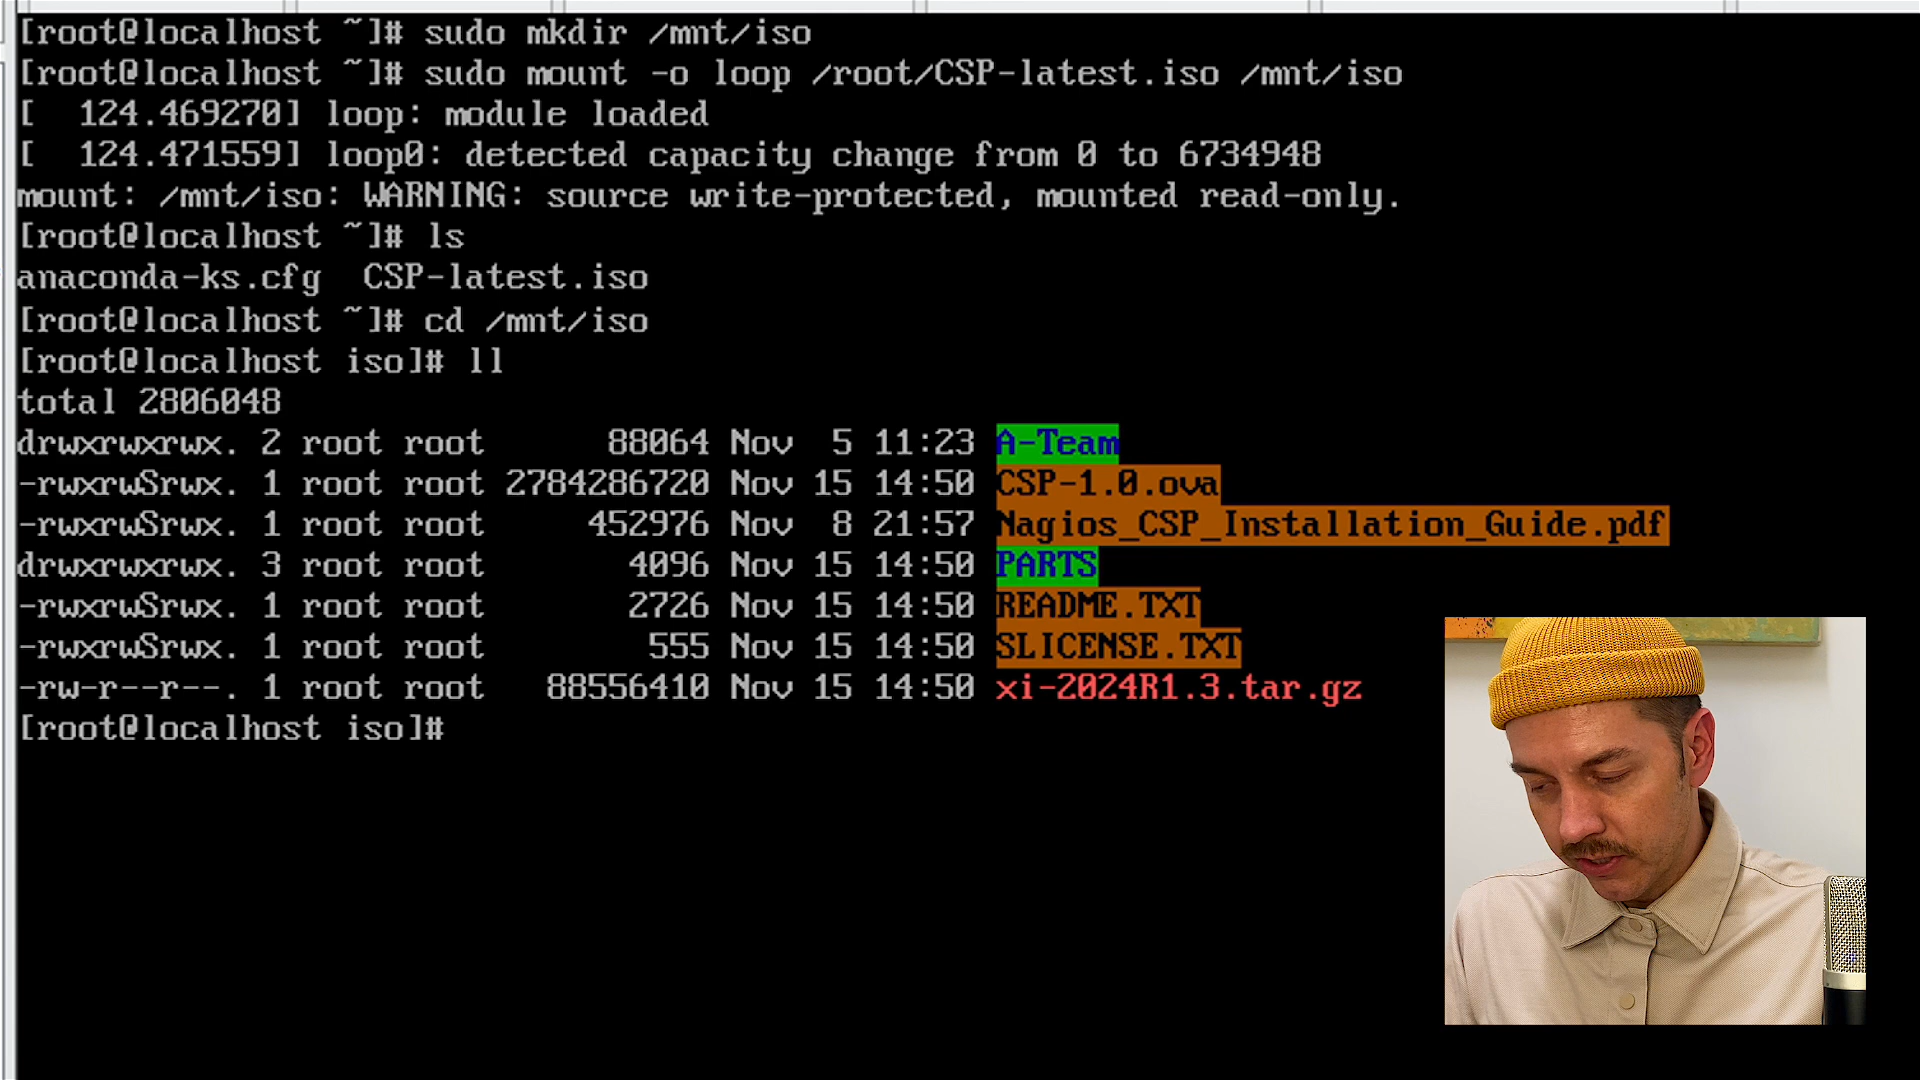 [root@localhost ~]# sudo mkdir /mnt/iso
[root@localhost ~]# sudo mount -o loop /root/CSP-latest.iso /mnt/iso
[  124.469270] loop: module loaded
[  124.471559] loop0: detected capacity change from 0 to 6734948
mount: /mnt/iso: WARNING: source write-protected, mounted read-only.
[root@localhost ~]# ls
anaconda-ks.cfg  CSP-latest.iso
[root@localhost ~]# cd /mnt/iso
[root@localhost iso]# ll
total 2806048
drwxrwxrwx. 2 root root      88064 Nov  5 11:23 A-Team
-rwxrwSrwx. 1 root root 2784286720 Nov 15 14:50 CSP-1.0.ova
-rwxrwSrwx. 1 root root     452976 Nov  8 21:57 Nagios_CSP_Installation_Guide.pdf
drwxrwxrwx. 3 root root       4096 Nov 15 14:50 PARTS
-rwxrwSrwx. 1 root root       2726 Nov 15 14:50 README.TXT
-rwxrwSrwx. 1 root root        555 Nov 15 14:50 SLICENSE.TXT
-rw-r--r--. 1 root root   88556410 Nov 15 14:50 xi-2024R1.3.tar.gz
[root@localhost iso]#